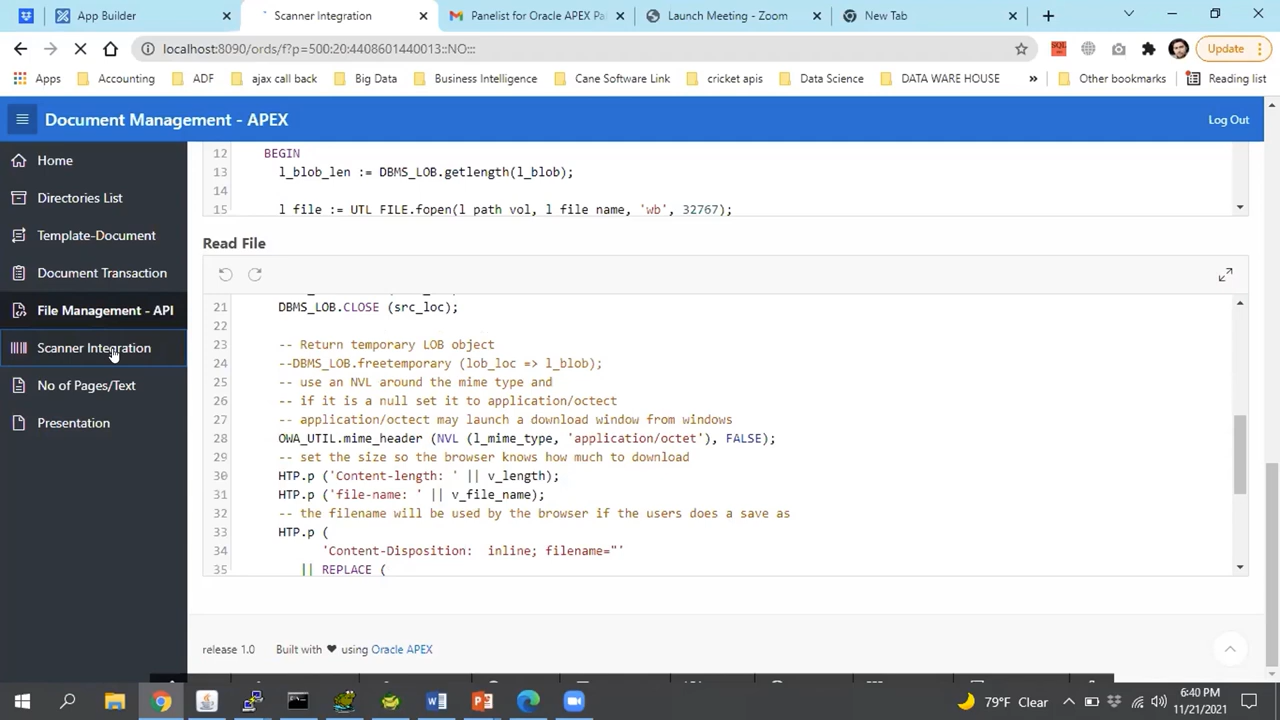 App Builder
Scanner Integration
Panelist for Oracle APEX Pa
Launch Meeting - Zoom
New Tab
localhost:8090/ords/f?p=500:20:4408601440013::NO:::
Update
Apps
Accounting
ADF
ajax call back
Big Data
Business Intelligence
Cane Software Link
cricket apis
Data Science
DATA WARE HOUSE
»
Other bookmarks
Reading list
Document Management - APEX
Log Out
Home
Directories List
Template-Document
Document Transaction
File Management - API
Scanner Integration
No of Pages/Text
Presentation
12 BEGIN
13 l_blob_len := DBMS_LOB.getlength(l_blob);
14
15 l_file := UTL_FILE.fopen(l_path_vol, l_file_name, 'wb', 32767);
Read File
21 DBMS_LOB.CLOSE (src_loc);
22
23 -- Return temporary LOB object
24 --DBMS_LOB.freetemporary (lob_loc => l_blob);
25 -- use an NVL around the mime type and
26 -- if it is a null set it to application/octect
27 -- application/octect may launch a download window from windows
28 OWA_UTIL.mime_header (NVL (l_mime_type, 'application/octet'), FALSE);
29 -- set the size so the browser knows how much to download
30 HTP.p ('Content-length: ' || v_length);
31 HTP.p ('file-name: ' || v_file_name);
32 -- the filename will be used by the browser if the users does a save as
33 HTP.p (
34 'Content-Disposition:  inline; filename="'
35 || REPLACE (
release 1.0
Built with ❤ using Oracle APEX
79°F Clear
6:40 PM
11/21/2021